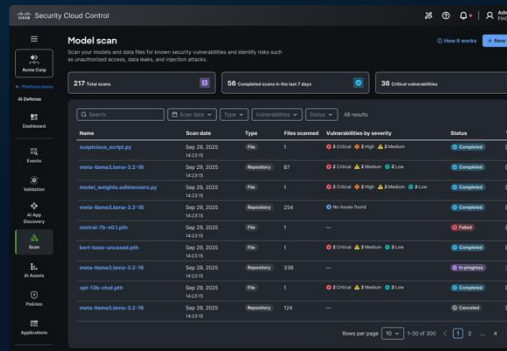 CISCO Security Cloud Control
Model scan
Scan your models and data files for known security vulnerabilities and identify risks such
as unauthorized access, data leaks, and injection attacks.
How it works
+ New
Acme Corp
Platform menu
AI Defense
Dashboard
Events
Validation
AI App
Discovery
Scan
AI Assets
Policies
Applications
217 Total scans
56 Completed scans in the last 7 days
36 Critical vulnerabilities
Search
Scan date
Type
Vulnerabilities
Status
48 results
Name Scan date Type Files scanned Vulnerabilities by severity Status
suspicious_script.py Sep 29, 2025 File 1 2 Critical 2 High 2 Medium Completed
14:23:15
meta-llama/Llama-3.2-1B Sep 29, 2025 Repository 87 2 Critical 2 Medium 2 Low Completed
14:23:15
model_weights.safetensors.py Sep 29, 2025 File 1 2 Critical 2 High 2 Medium 2 Low Completed
14:23:15
meta-llama/Llama-3.2-1B Sep 29, 2025 Repository 254 No issues found Completed
14:23:15
mistral-7b-v0.1.pth Sep 29, 2025 File 1 — Failed
14:23:15
bert-base-uncased.pth Sep 29, 2025 File 1 2 Critical 2 Medium 2 Low Completed
14:23:15
meta-llama/Llama-3.2-1B Sep 29, 2025 Repository 336 — In progress
14:23:15
opt-13b-chat.pth Sep 29, 2025 File 1 2 Critical 2 Medium 2 Low Completed
14:23:15
meta-llama/Llama-3.2-1B Sep 29, 2025 Repository 124 — Canceled
14:23:15
Rows per page 10 1-30 of 305 1 2 ... 4